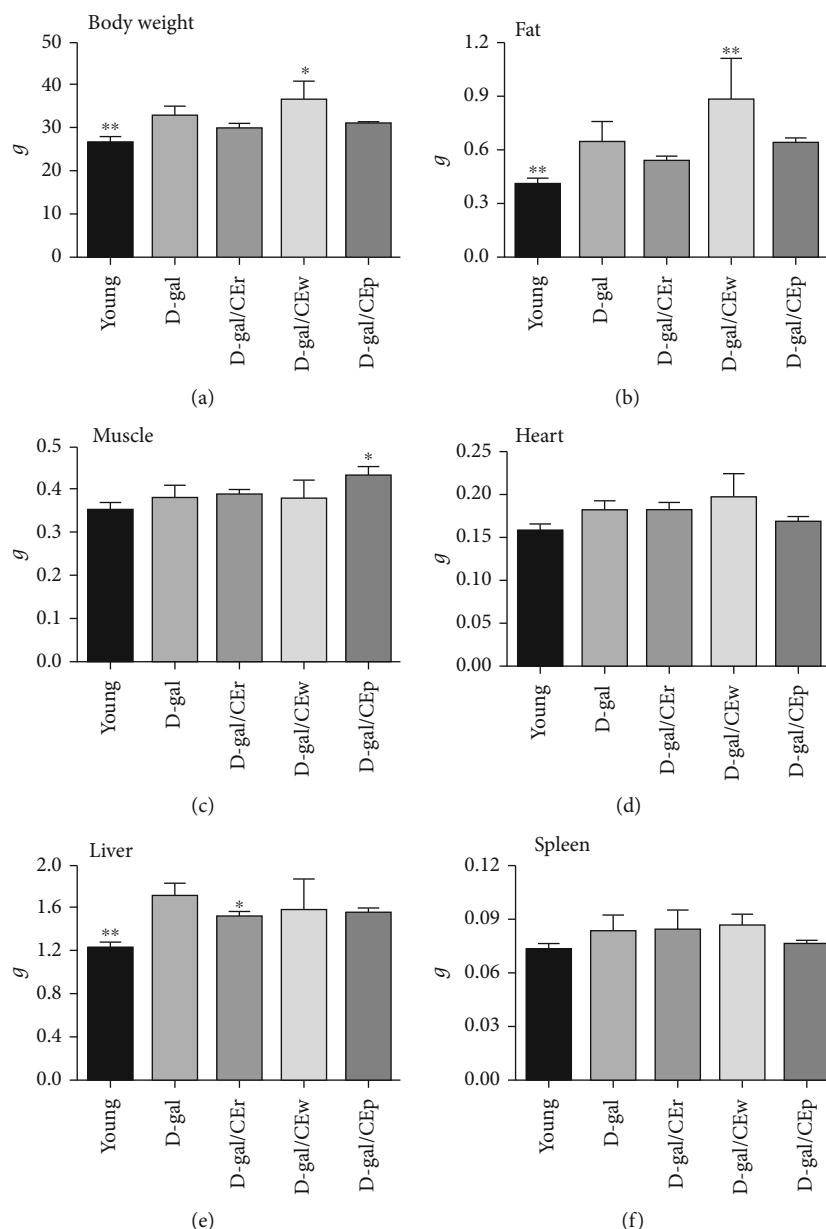 Body weight
50
40
30
20
10
0
g
**
*
Young
D-gal
D-gal/CEr
D-gal/CEw
D-gal/CEp
(a)
Fat
1.2
0.9
0.6
0.3
0.0
g
**
**
Young
D-gal
D-gal/CEr
D-gal/CEw
D-gal/CEp
(b)
Muscle
0.5
0.4
0.3
0.2
0.1
0.0
g
*
Young
D-gal
D-gal/CEr
D-gal/CEw
D-gal/CEp
(c)
Heart
0.25
0.20
0.15
0.10
0.05
0.00
g
Young
D-gal
D-gal/CEr
D-gal/CEw
D-gal/CEp
(d)
Liver
2.0
1.6
1.2
0.8
0.4
0.0
g
**
*
Young
D-gal
D-gal/CEr
D-gal/CEw
D-gal/CEp
(e)
Spleen
0.12
0.09
0.06
0.03
0.00
g
Young
D-gal
D-gal/CEr
D-gal/CEw
D-gal/CEp
(f)